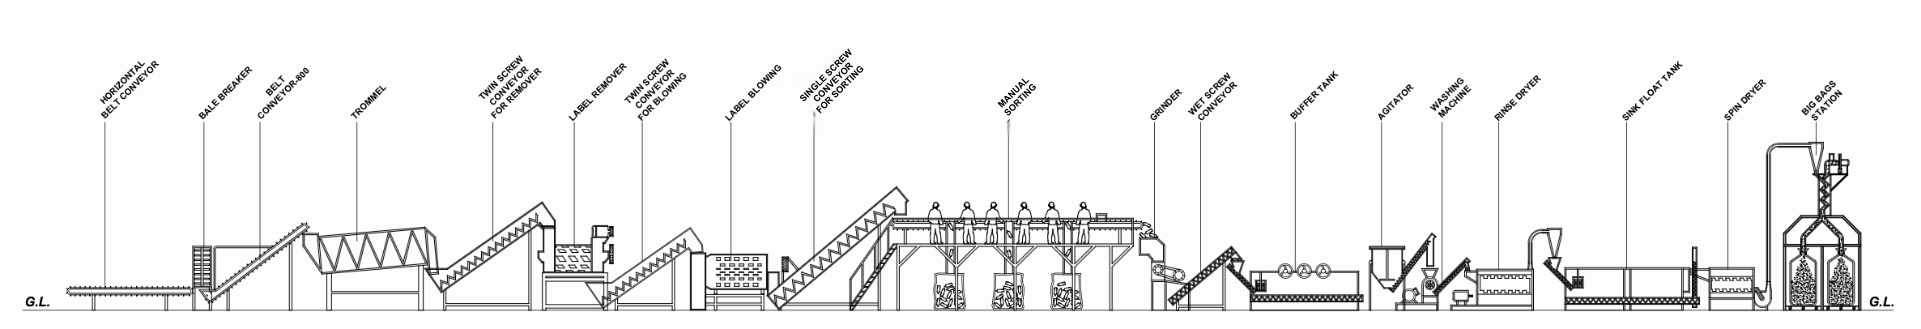 HORIZONTAL
BELT CONVEYOR
BALE BREAKER
BELT
CONVEYOR-800
TROMMEL
TWIN SCREW
CONVEYOR
FOR REMOVER
LABEL REMOVER
TWIN SCREW
CONVEYOR
FOR BLOWING
LABEL BLOWING
SINGLE SCREW
CONVEYOR
FOR SORTING
MANUAL
SORTING
GRINDER
WET SCREW
CONVEYOR
BUFFER TANK
AGITATOR
WASHING
MACHINE
RINSE DRYER
SINK FLOAT TANK
SPIN DRYER
BIG BAGS
STATION
G.L.
G.L.